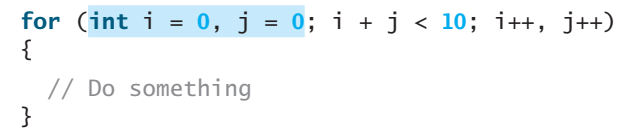 for (int i = 0, j = 0; i + j < 10; i++, j++)
{
  // Do something
}